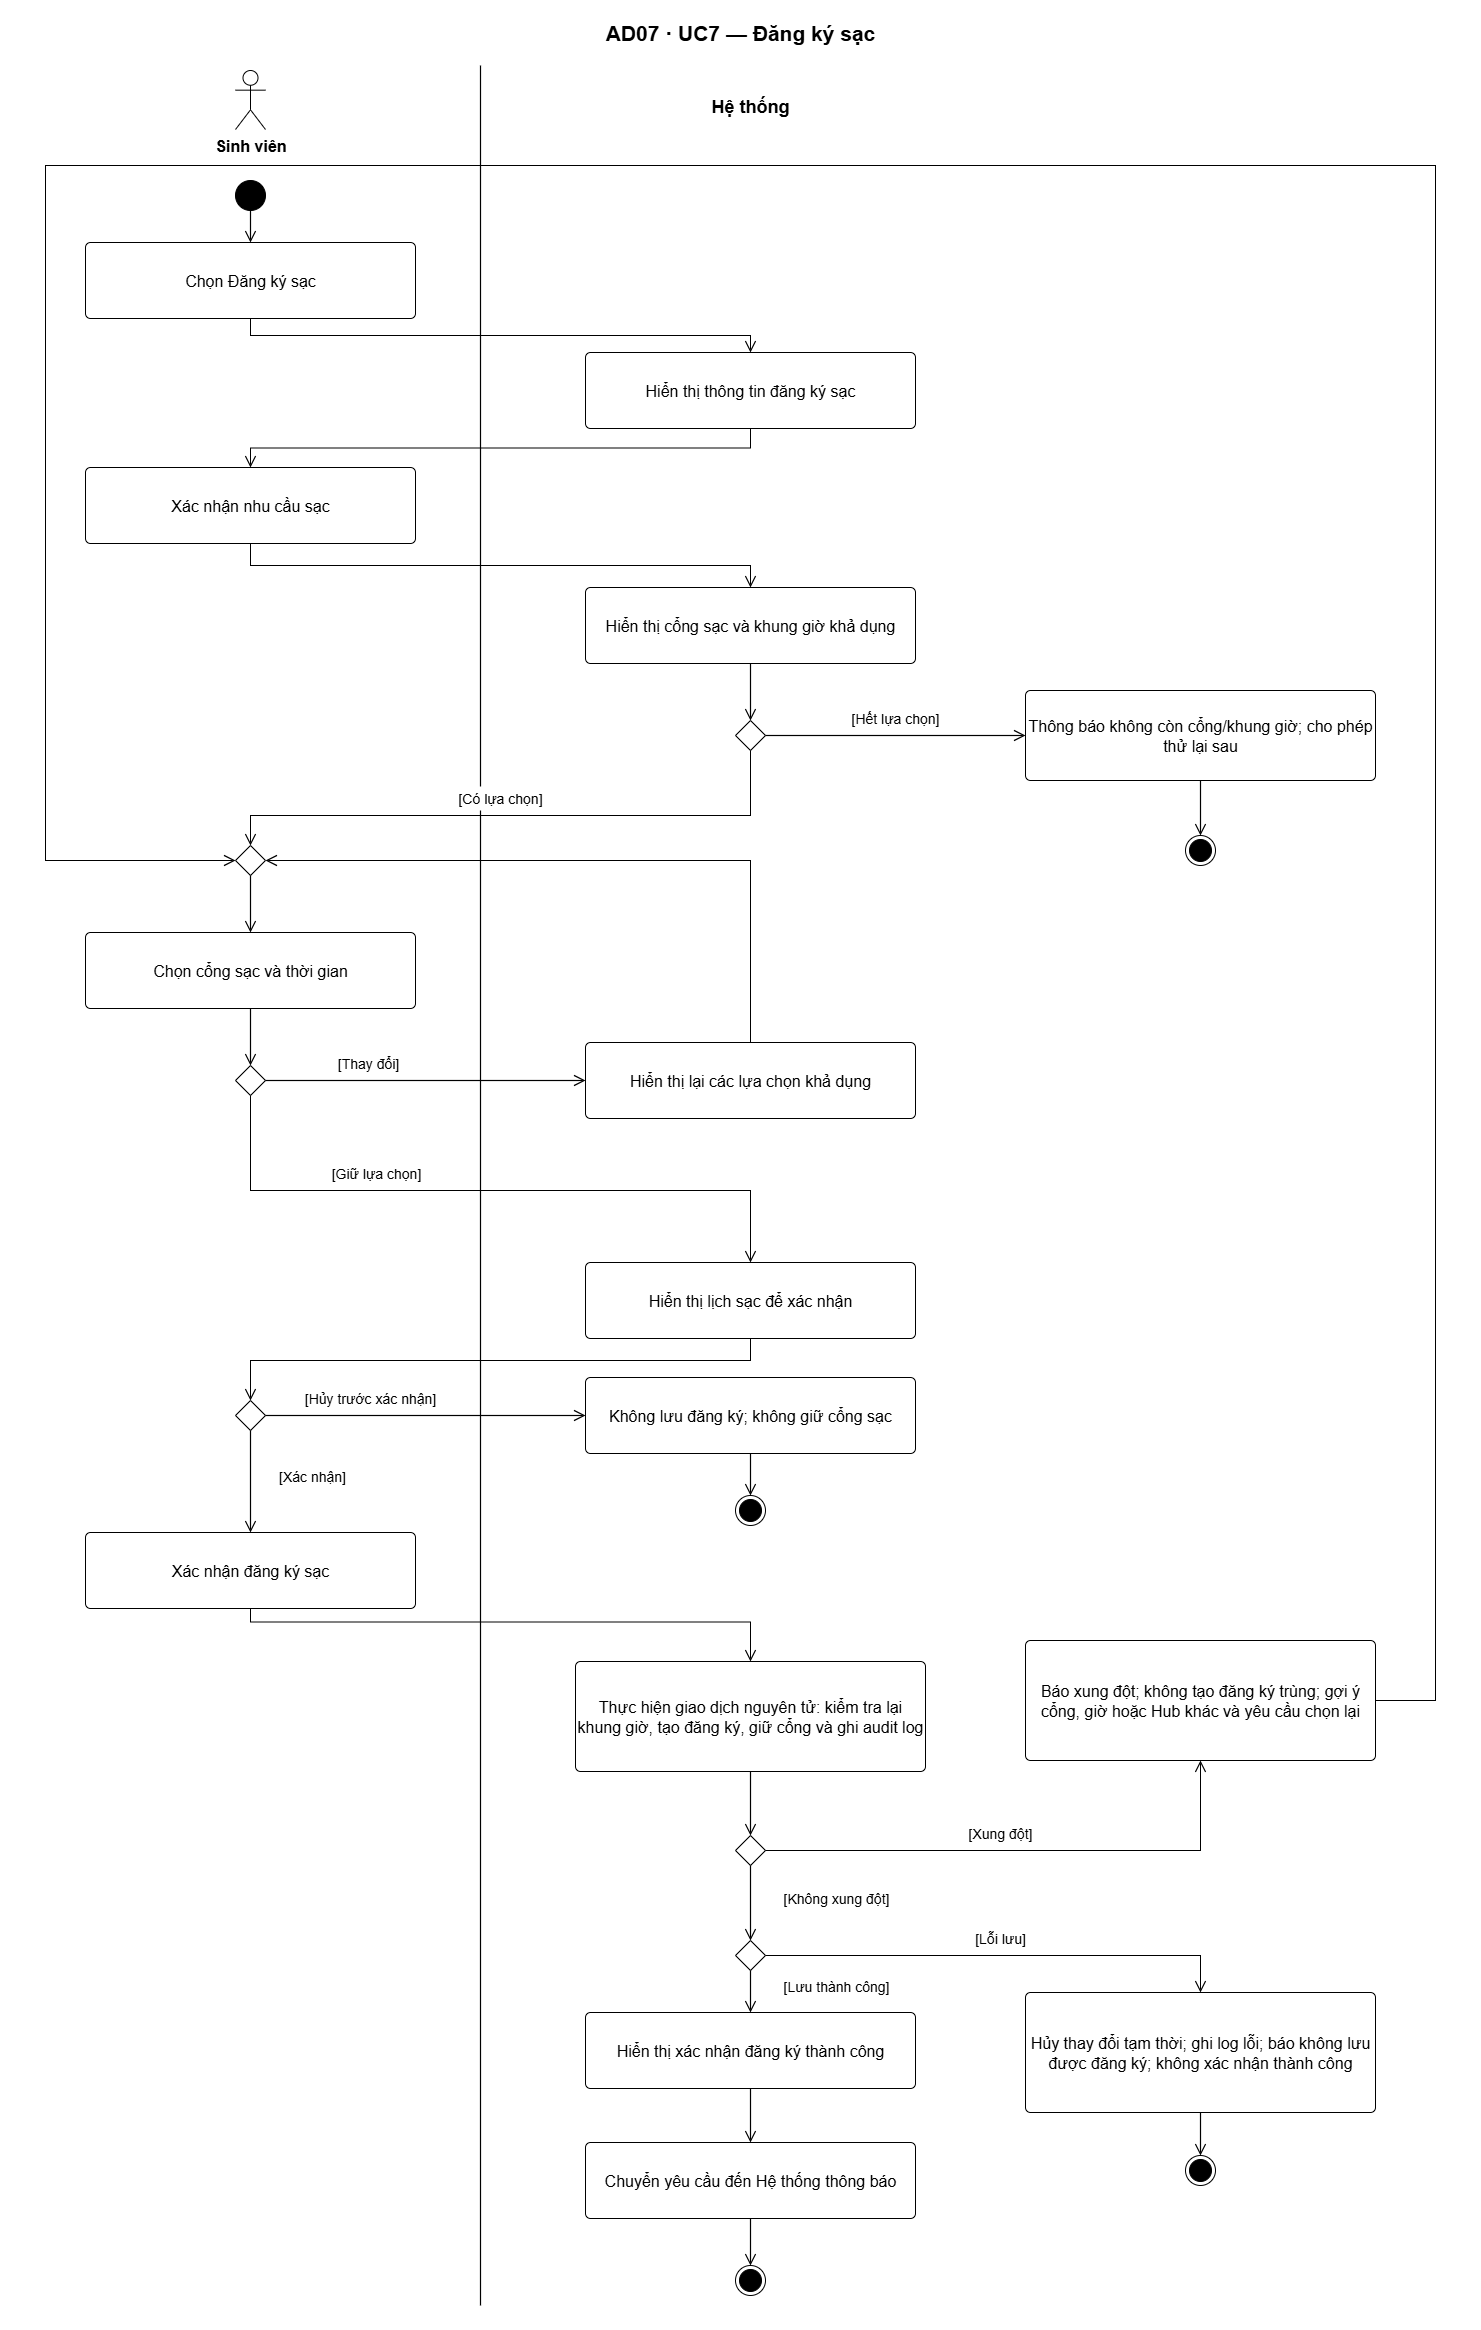 AD07 · UC7 — Đăng ký sạc
Hệ thống
Sinh viên
Chọn Đăng ký sạc
Hiển thị thông tin đăng ký sạc
Xác nhận nhu cầu sạc
Hiển thị cổng sạc và khung giờ khả dụng
[Hết lựa chọn]
Thông báo không còn cổng/khung giờ; cho phép
thử lại sau
[Có lựa chọn]
Chọn cổng sạc và thời gian
[Thay đổi]
Hiển thị lại các lựa chọn khả dụng
[Giữ lựa chọn]
Hiển thị lịch sạc để xác nhận
[Hủy trước xác nhận]
Không lưu đăng ký; không giữ cổng sạc
[Xác nhận]
Xác nhận đăng ký sạc
Thực hiện giao dịch nguyên tử: kiểm tra lại
khung giờ, tạo đăng ký, giữ cổng và ghi audit log
Báo xung đột; không tạo đăng ký trùng; gợi ý
cổng, giờ hoặc Hub khác và yêu cầu chọn lại
[Xung đột]
[Không xung đột]
[Lỗi lưu]
[Lưu thành công]
Hiển thị xác nhận đăng ký thành công
Hủy thay đổi tạm thời; ghi log lỗi; báo không lưu
được đăng ký; không xác nhận thành công
Chuyển yêu cầu đến Hệ thống thông báo